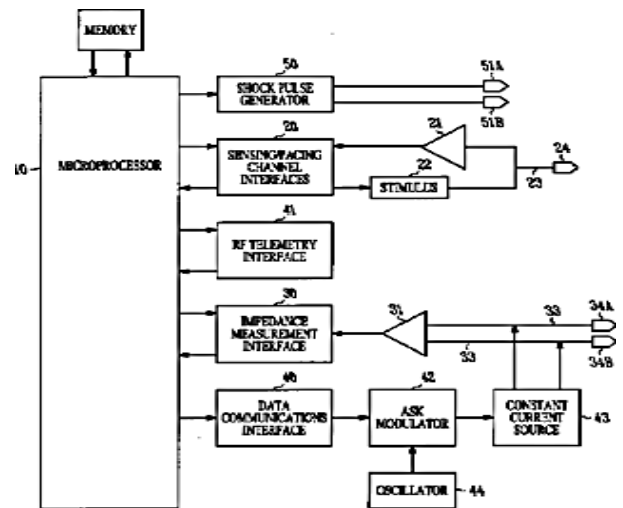 MEMORY
50
SHOCK PULSE
GENERATOR
51A
51B
10
MICROPROCESSOR
20
SENSING/PACING
CHANNEL
INTERFACES
21
22
STIMULUS
23
24
41
RF TELEMETRY
INTERFACE
30
IMPEDANCE
MEASUREMENT
INTERFACE
31
33
33
34A
34B
40
DATA
COMMUNICATIONS
INTERFACE
42
ASK
MODULATOR
CONSTANT
CURRENT
SOURCE
43
OSCILLATOR
44